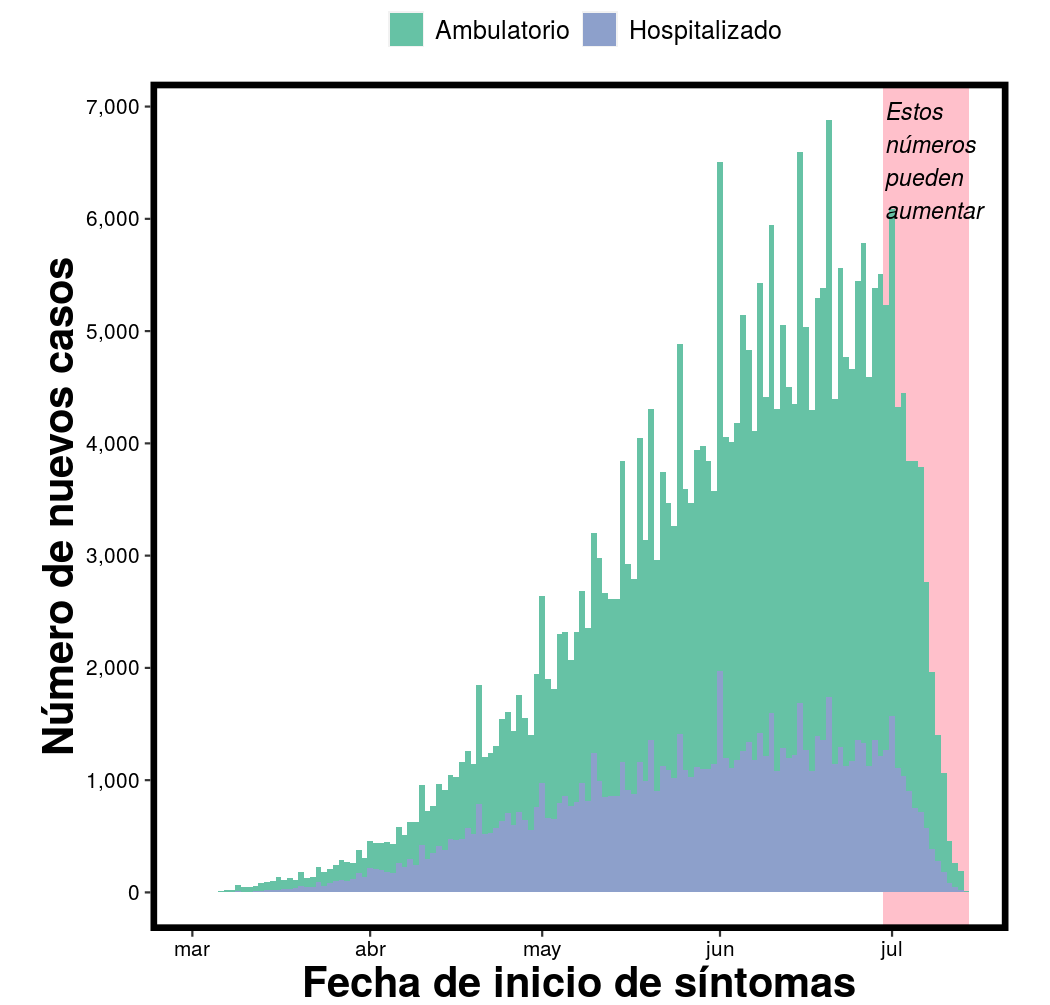 Ambulatorio Hospitalizado
Estos
números
pueden
aumentar
Número de nuevos casos
7,000
6,000
5,000
4,000
3,000
2,000
1,000
0
mar abr may jun jul
Fecha de inicio de síntomas